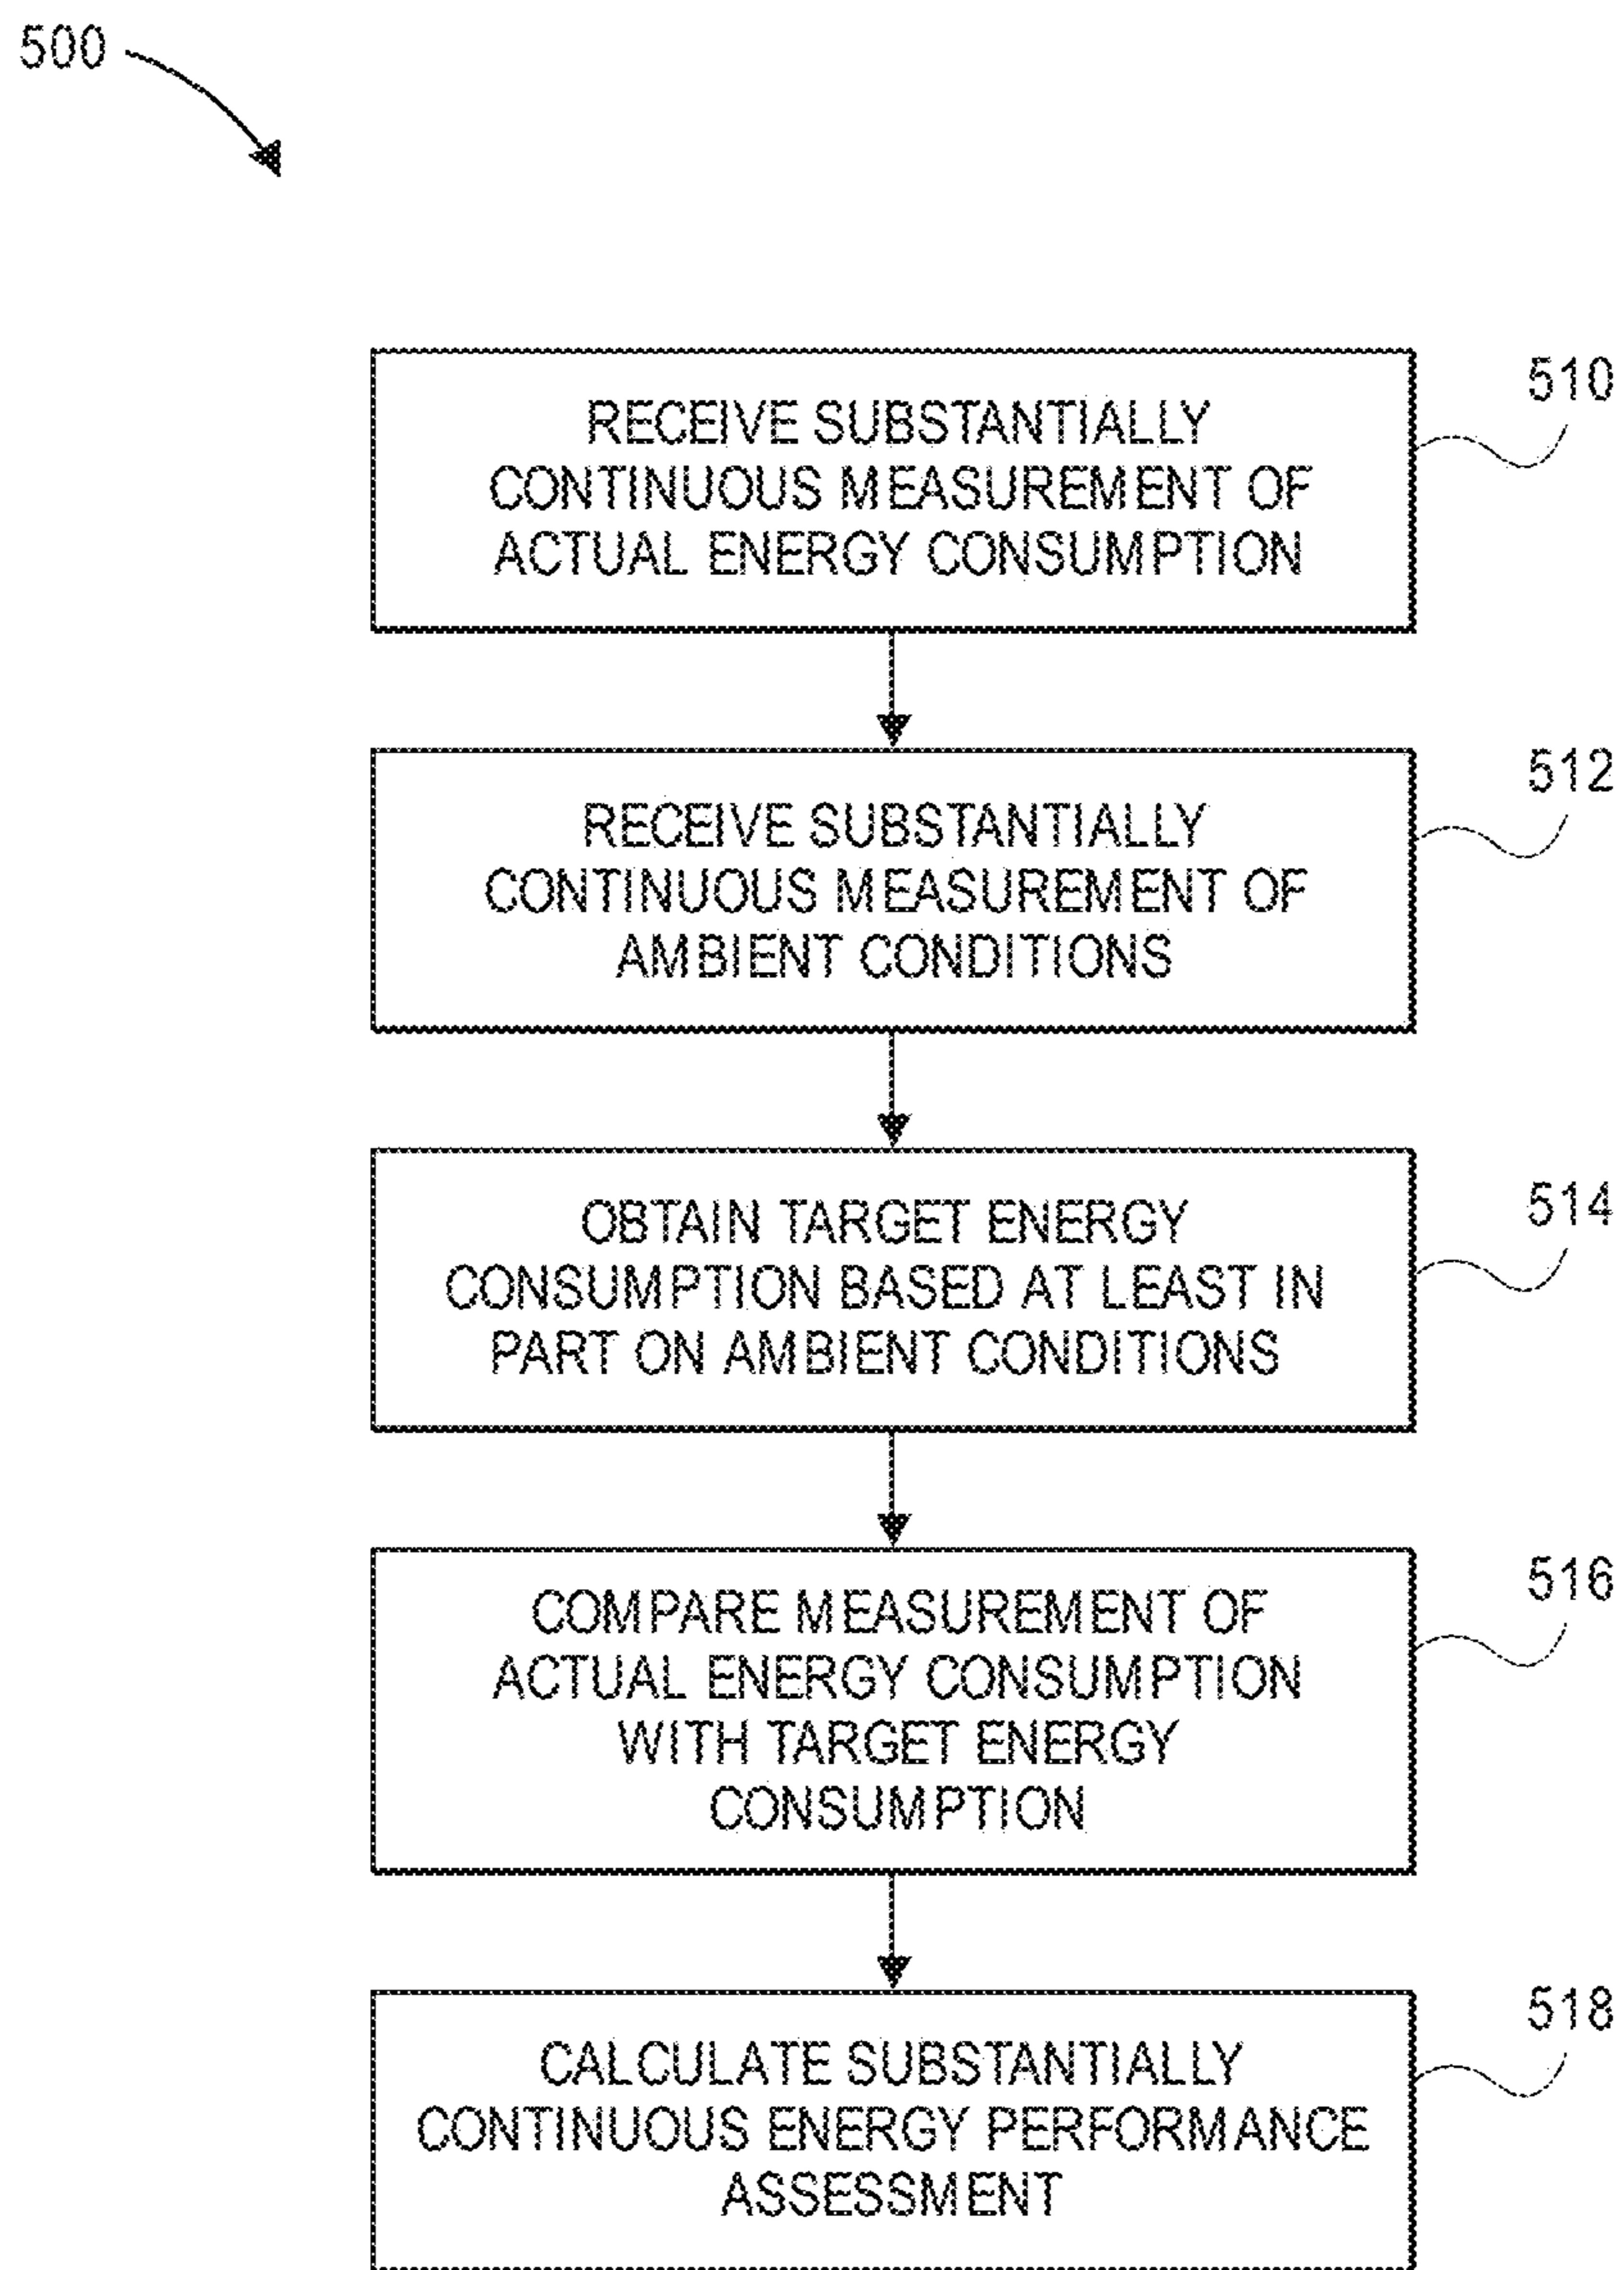 500
510
RECEIVE SUBSTANTIALLY
CONTINUOUS MEASUREMENT OF
ACTUAL ENERGY CONSUMPTION
512
RECEIVE SUBSTANTIALLY
CONTINUOUS MEASUREMENT OF
AMBIENT CONDITIONS
514
OBTAIN TARGET ENERGY
CONSUMPTION BASED AT LEAST IN
PART ON AMBIENT CONDITIONS
516
COMPARE MEASUREMENT OF
ACTUAL ENERGY CONSUMPTION
WITH TARGET ENERGY
CONSUMPTION
518
CALCULATE SUBSTANTIALLY
CONTINUOUS ENERGY PERFORMANCE
ASSESSMENT